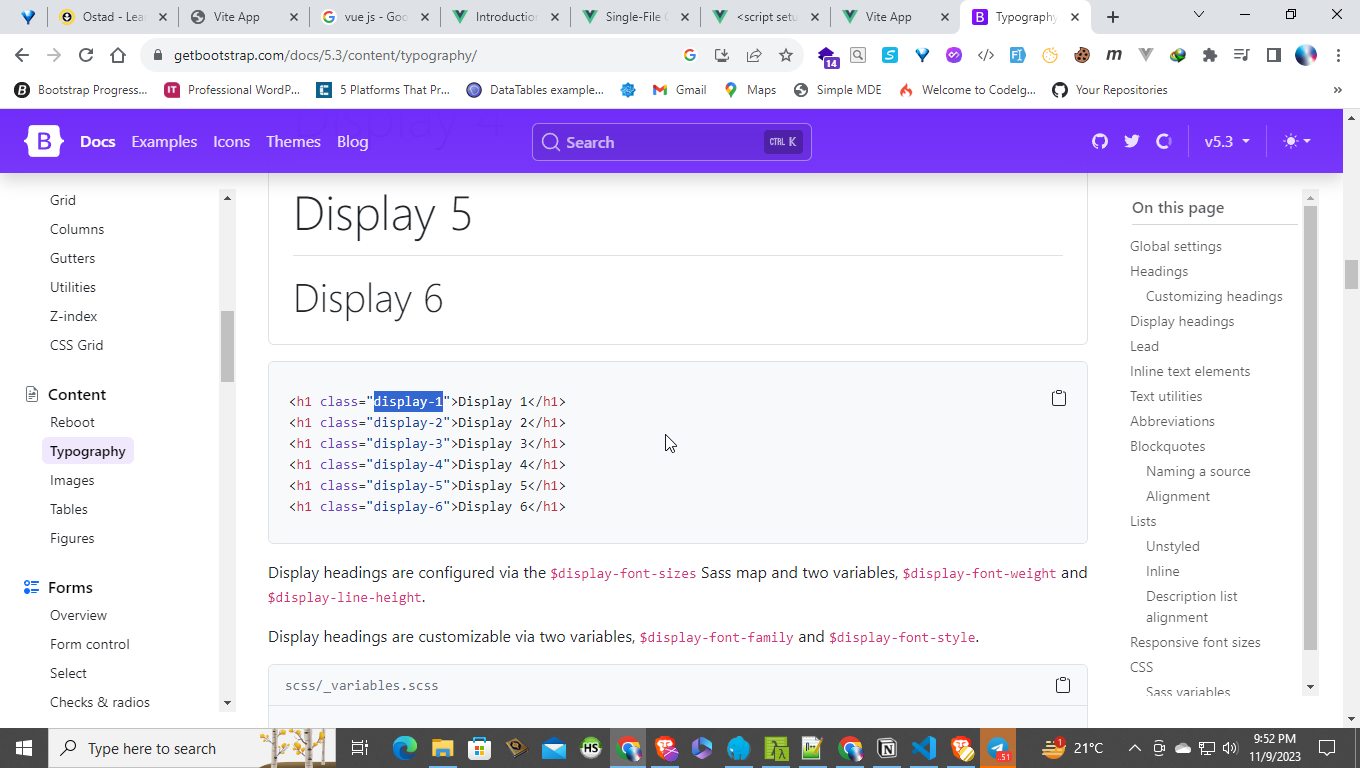 Ostad - Lea
Vite App
vue js - Goo
Introduction
Single-File C
<script setu
Vite App
Typography
getbootstrap.com/docs/5.3/content/typography/
14
Bootstrap Progress...
Professional WordP...
5 Platforms That Pr...
DataTables example...
Gmail
Maps
Simple MDE
Welcome to CodeIg...
Your Repositories
»
Display 4
B
Docs
Examples
Icons
Themes
Blog
Search
CTRL K
v5.3
Grid
Columns
Gutters
Utilities
Z-index
CSS Grid
Content
Reboot
Typography
Images
Tables
Figures
Forms
Overview
Form control
Select
Checks & radios
Display 5
Display 6
<h1 class="display-1">Display 1</h1>
<h1 class="display-2">Display 2</h1>
<h1 class="display-3">Display 3</h1>
<h1 class="display-4">Display 4</h1>
<h1 class="display-5">Display 5</h1>
<h1 class="display-6">Display 6</h1>
Display headings are configured via the $display-font-sizes Sass map and two variables, $display-font-weight and
$display-line-height.
Display headings are customizable via two variables, $display-font-family and $display-font-style.
scss/_variables.scss
On this page
Global settings
Headings
Customizing headings
Display headings
Lead
Inline text elements
Text utilities
Abbreviations
Blockquotes
Naming a source
Alignment
Lists
Unstyled
Inline
Description list
alignment
Responsive font sizes
CSS
Sass variables
Type here to search
HS
..51
1
21°C
9:52 PM
11/9/2023